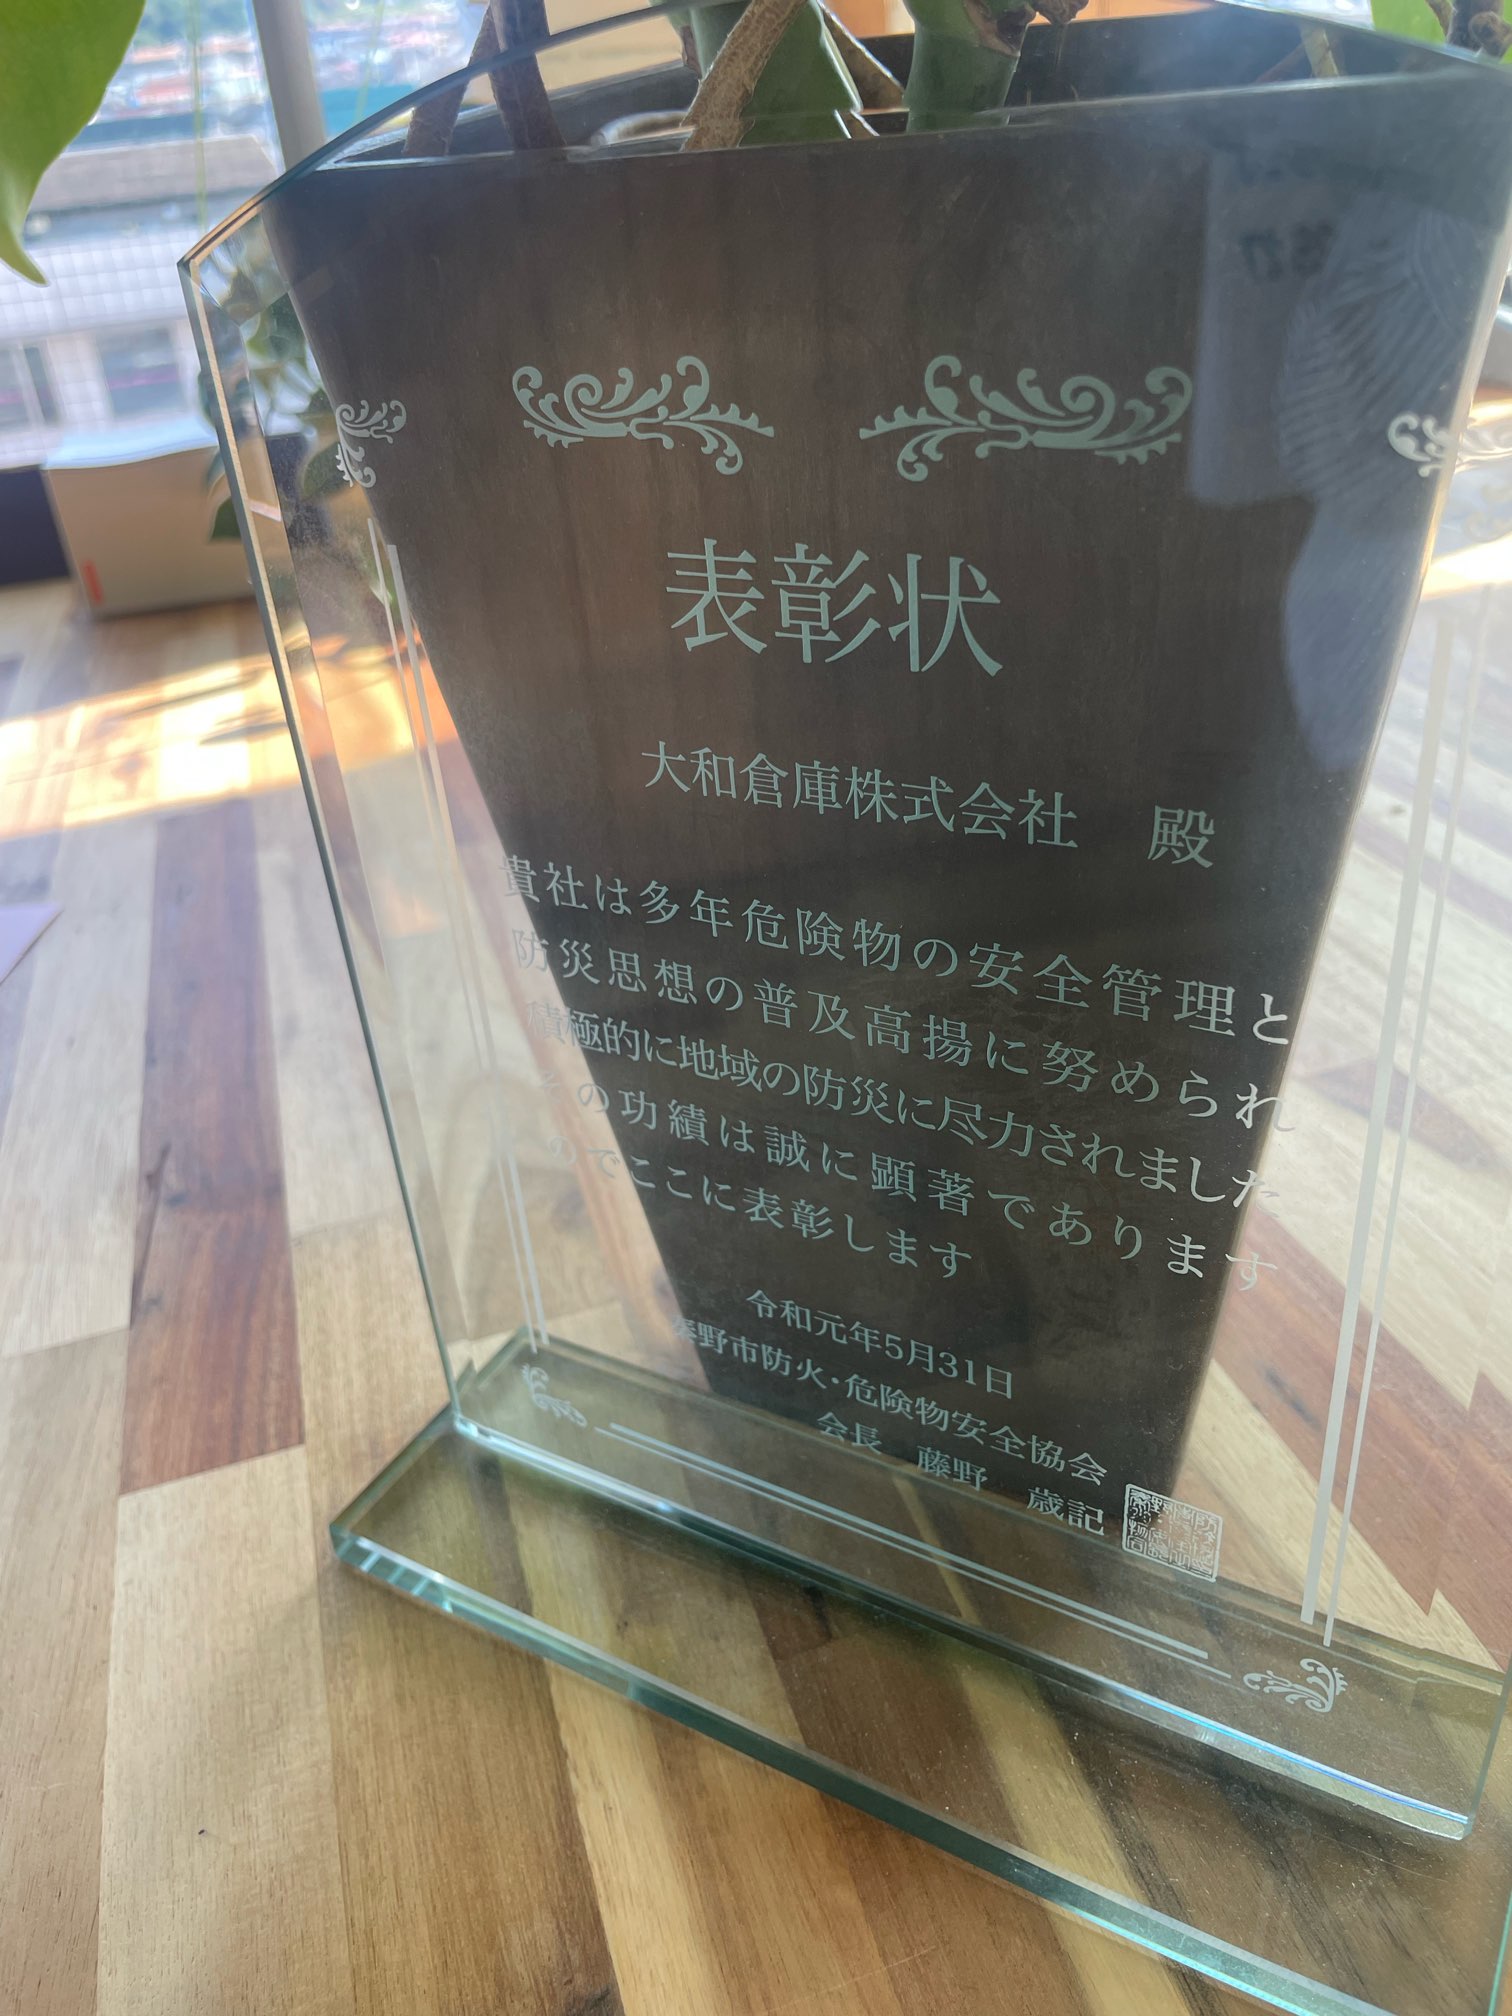 表彰状
大和倉庫株式会社　殿
貴社は多年危険物の安全管理と
防災思想の普及高揚に努められ
積極的に地域の防災に尽力されました
その功績は誠に顕著であります
のでここに表彰します
令和元年5月31日
秦野市防火・危険物安全協会
会長　藤野　歳記